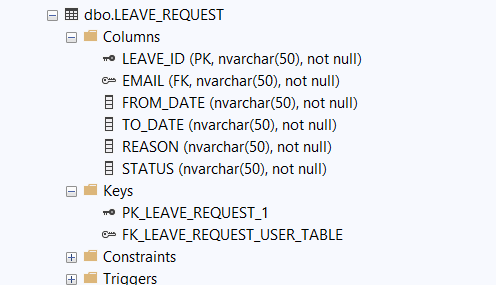 dbo.LEAVE_REQUEST
Columns
LEAVE_ID (PK, nvarchar(50), not null)
EMAIL (FK, nvarchar(50), not null)
FROM_DATE (nvarchar(50), not null)
TO_DATE (nvarchar(50), not null)
REASON (nvarchar(50), not null)
STATUS (nvarchar(50), not null)
Keys
PK_LEAVE_REQUEST_1
FK_LEAVE_REQUEST_USER_TABLE
Constraints
Triggers